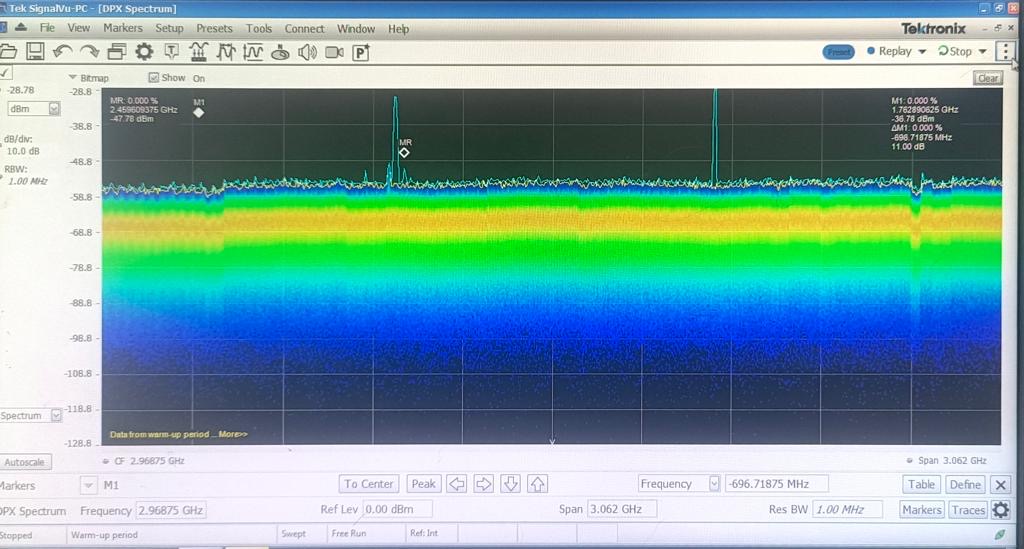 Tek SignalVu-PC - [DPX Spectrum]
File View Markers Setup Presets Tools Connect Window Help
Tektronix
Preset Replay Stop
Bitmap Show On
Clear
-28.78
dBm
dB/div:
10.0 dB
RBW:
1.00 MHz
-28.8
-38.8
-48.8
-58.8
-68.8
-78.8
-88.8
-98.8
-108.8
-118.8
-128.8
MR: 0.000 %
2.459609375 GHz
-47.78 dBm
M1
MR
M1: 0.000 %
1.762890625 GHz
-36.78 dBm
ΔM1: 0.000 %
-696.71875 MHz
11.00 dB
Spectrum
Data from warm-up period ... More>>
Autoscale
CF 2.96875 GHz
Span 3.062 GHz
Markers M1 To Center Peak Frequency -696.71875 MHz Table Define
DPX Spectrum Frequency 2.96875 GHz Ref Lev 0.00 dBm Span 3.062 GHz Res BW 1.00 MHz Markers Traces
Stopped Warm-up period Swept Free Run Ref: Int